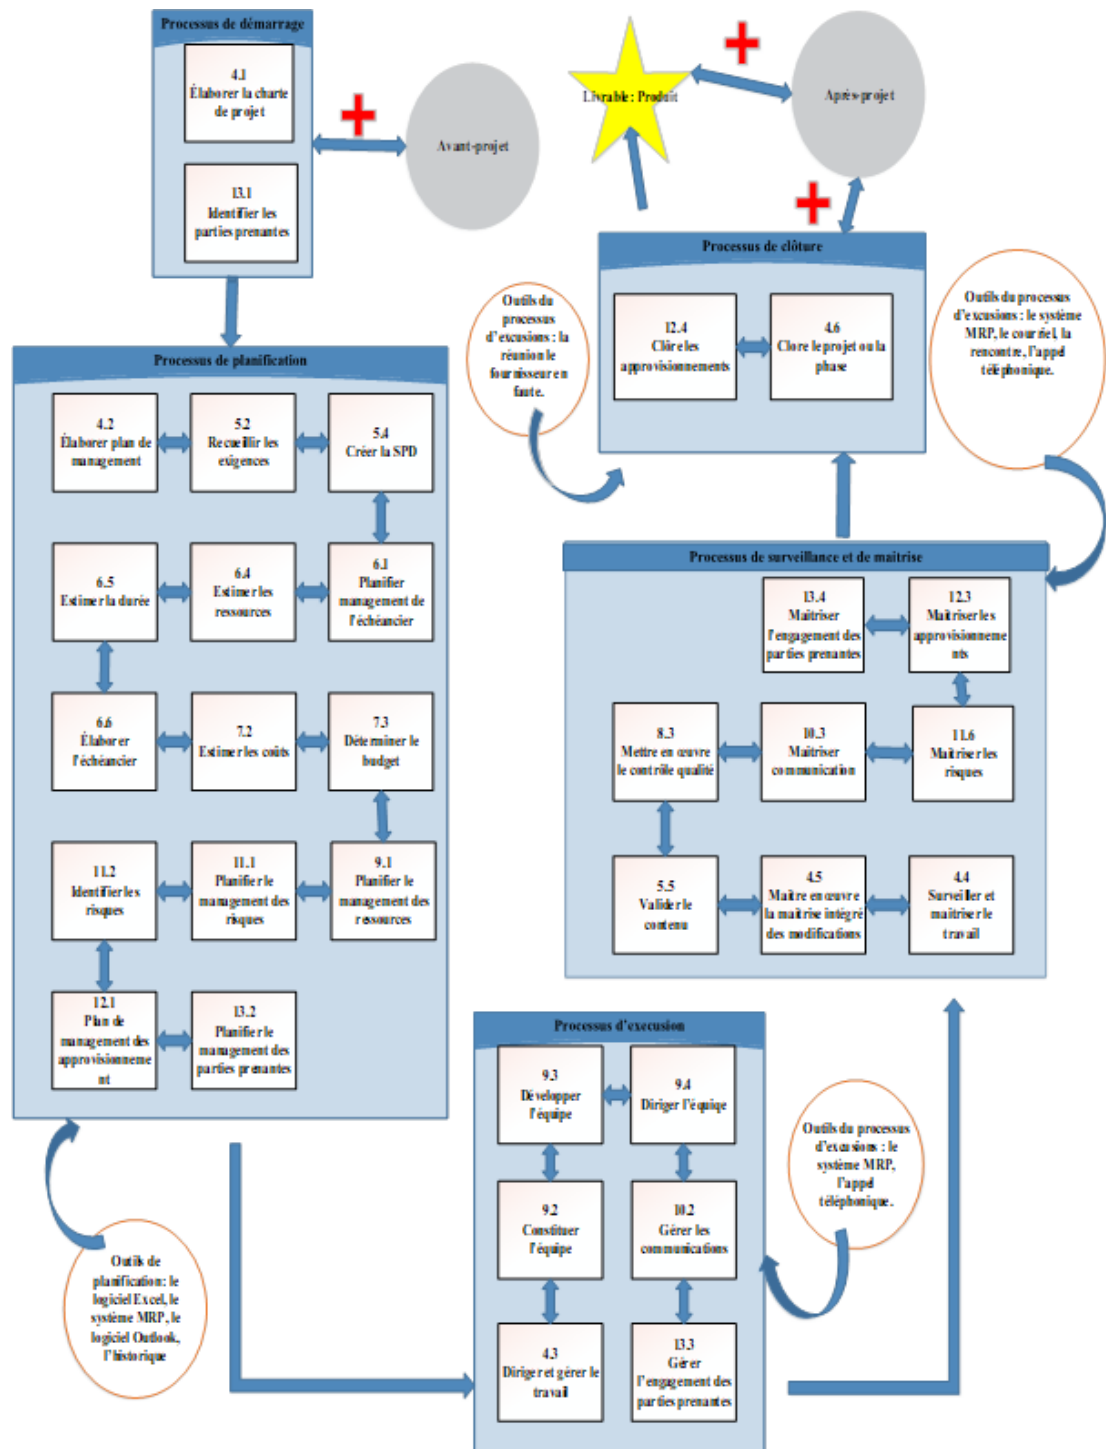 Processus de démarrage
4.1
Élaborer la charte
de projet
13.1
Identifier les
parties prenantes
Avant-projet
Livrable : Produit
Après-projet
Processus de clôture
12.4
Clôre les
approvisionnements
4.6
Clore le projet ou la
phase
Outils du
processus
d'excusions : la
réunion le
fournisseur en
faute.
Outils du processus
d'excusions : le système
MRP, le courriel, la
rencontre, l'appel
téléphonique.
Processus de planification
4.2
Élaborer plan de
management
5.2
Recueillir les
exigences
5.4
Créer la SPD
6.5
Estimer la durée
6.4
Estimer les
ressources
6.1
Planifier
management de
l'échéancier
6.6
Élaborer
l'échéancier
7.2
Estimer les coûts
7.3
Déterminer le
budget
11.2
Identifier les
risques
11.1
Planifier le
management des
risques
9.1
Planifier le
management des
ressources
12.1
Plan de
management des
approvisionneme
nt
13.2
Planifier le
management des
parties prenantes
Processus de surveillance et de maitrise
13.4
Maitriser
l'engagement des
parties prenantes
12.3
Maitriser les
approvisionneme
nts
8.3
Mettre en œuvre
le contrôle qualité
10.3
Maitriser
communication
11.6
Maitriser les
risques
5.5
Valider le
contenu
4.5
Maitre en œuvre
la maitrise intégré
des modifications
4.4
Surveiller et
maitriser le
travail
Processus d'execusion
9.3
Développer
l'équipe
9.4
Diriger l'équiqe
9.2
Constituer
l'équipe
10.2
Gérer les
communications
4.3
Diriger et gérer le
travail
13.3
Gérer
l'engagement des
parties prenantes
Outils du processus
d'excusions : le
système MRP,
l'appel
téléphonique.
Outils de
planification: le
logiciel Excel, le
système MRP, le
logiciel Outlook,
l'historique